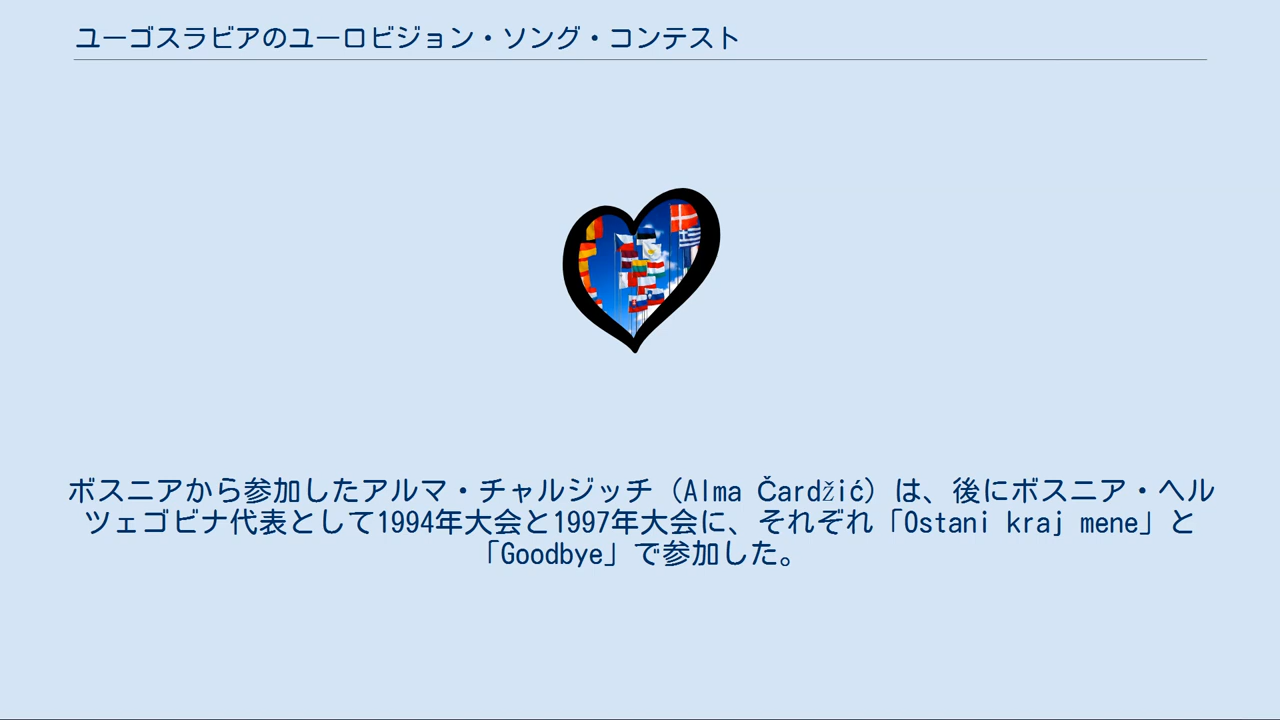 ユーゴスラビアのユーロビジョン・ソング・コンテスト
ボスニアから参加したアルマ・チャルジッチ（Alma Čardžić）は、後にボスニア・ヘル
ツェゴビナ代表として1994年大会と1997年大会に、それぞれ「Ostani kraj mene」と
「Goodbye」で参加した。